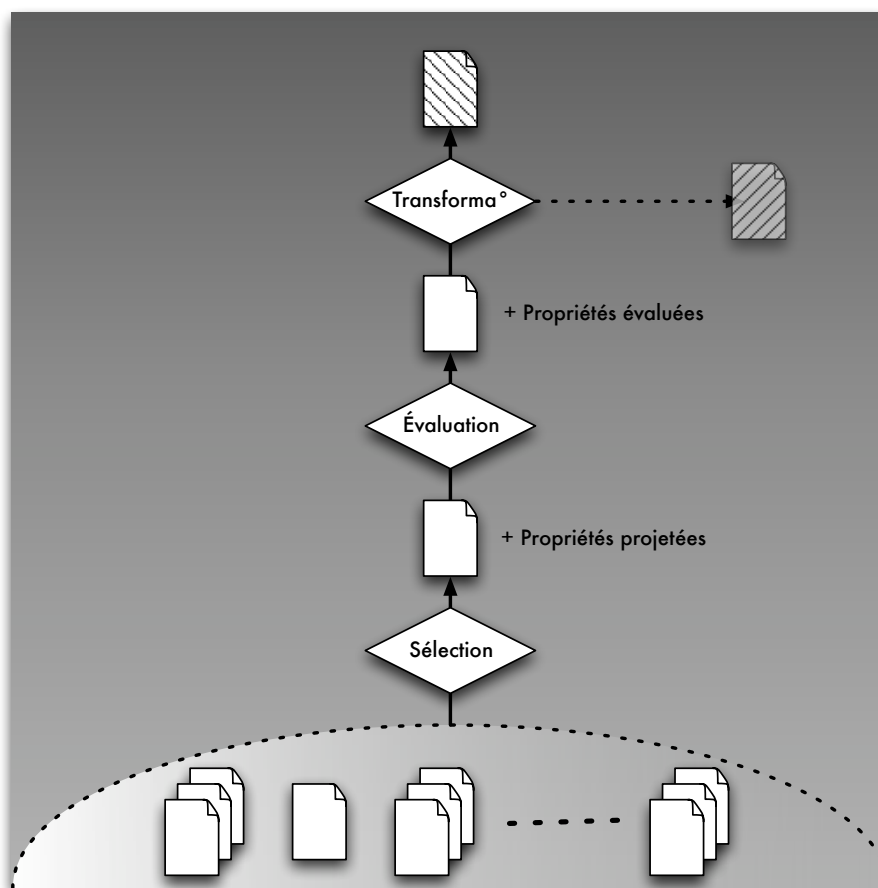 Transforma°
+ Propriétés évaluées
Évaluation
+ Propriétés projetées
Sélection